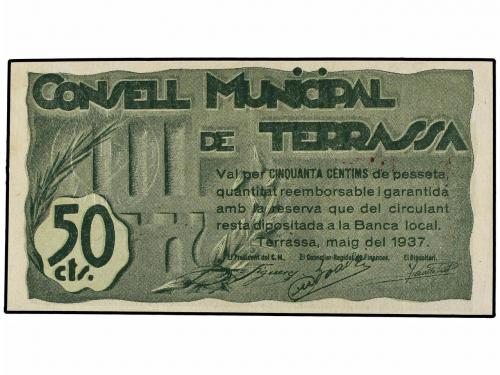 CONSELL MUNICIPAL
DE TERRASSA
Val per CINQUANTA CÈNTIMS de pesseta,
quantitat reemborsable i garantida
amb la reserva que del circulant
resta dipositada a la Banca local.
Terrassa, maig del 1937.
El President del C. M. El Conseller-Regidor de Finances. El Dipositari.
50
cts.